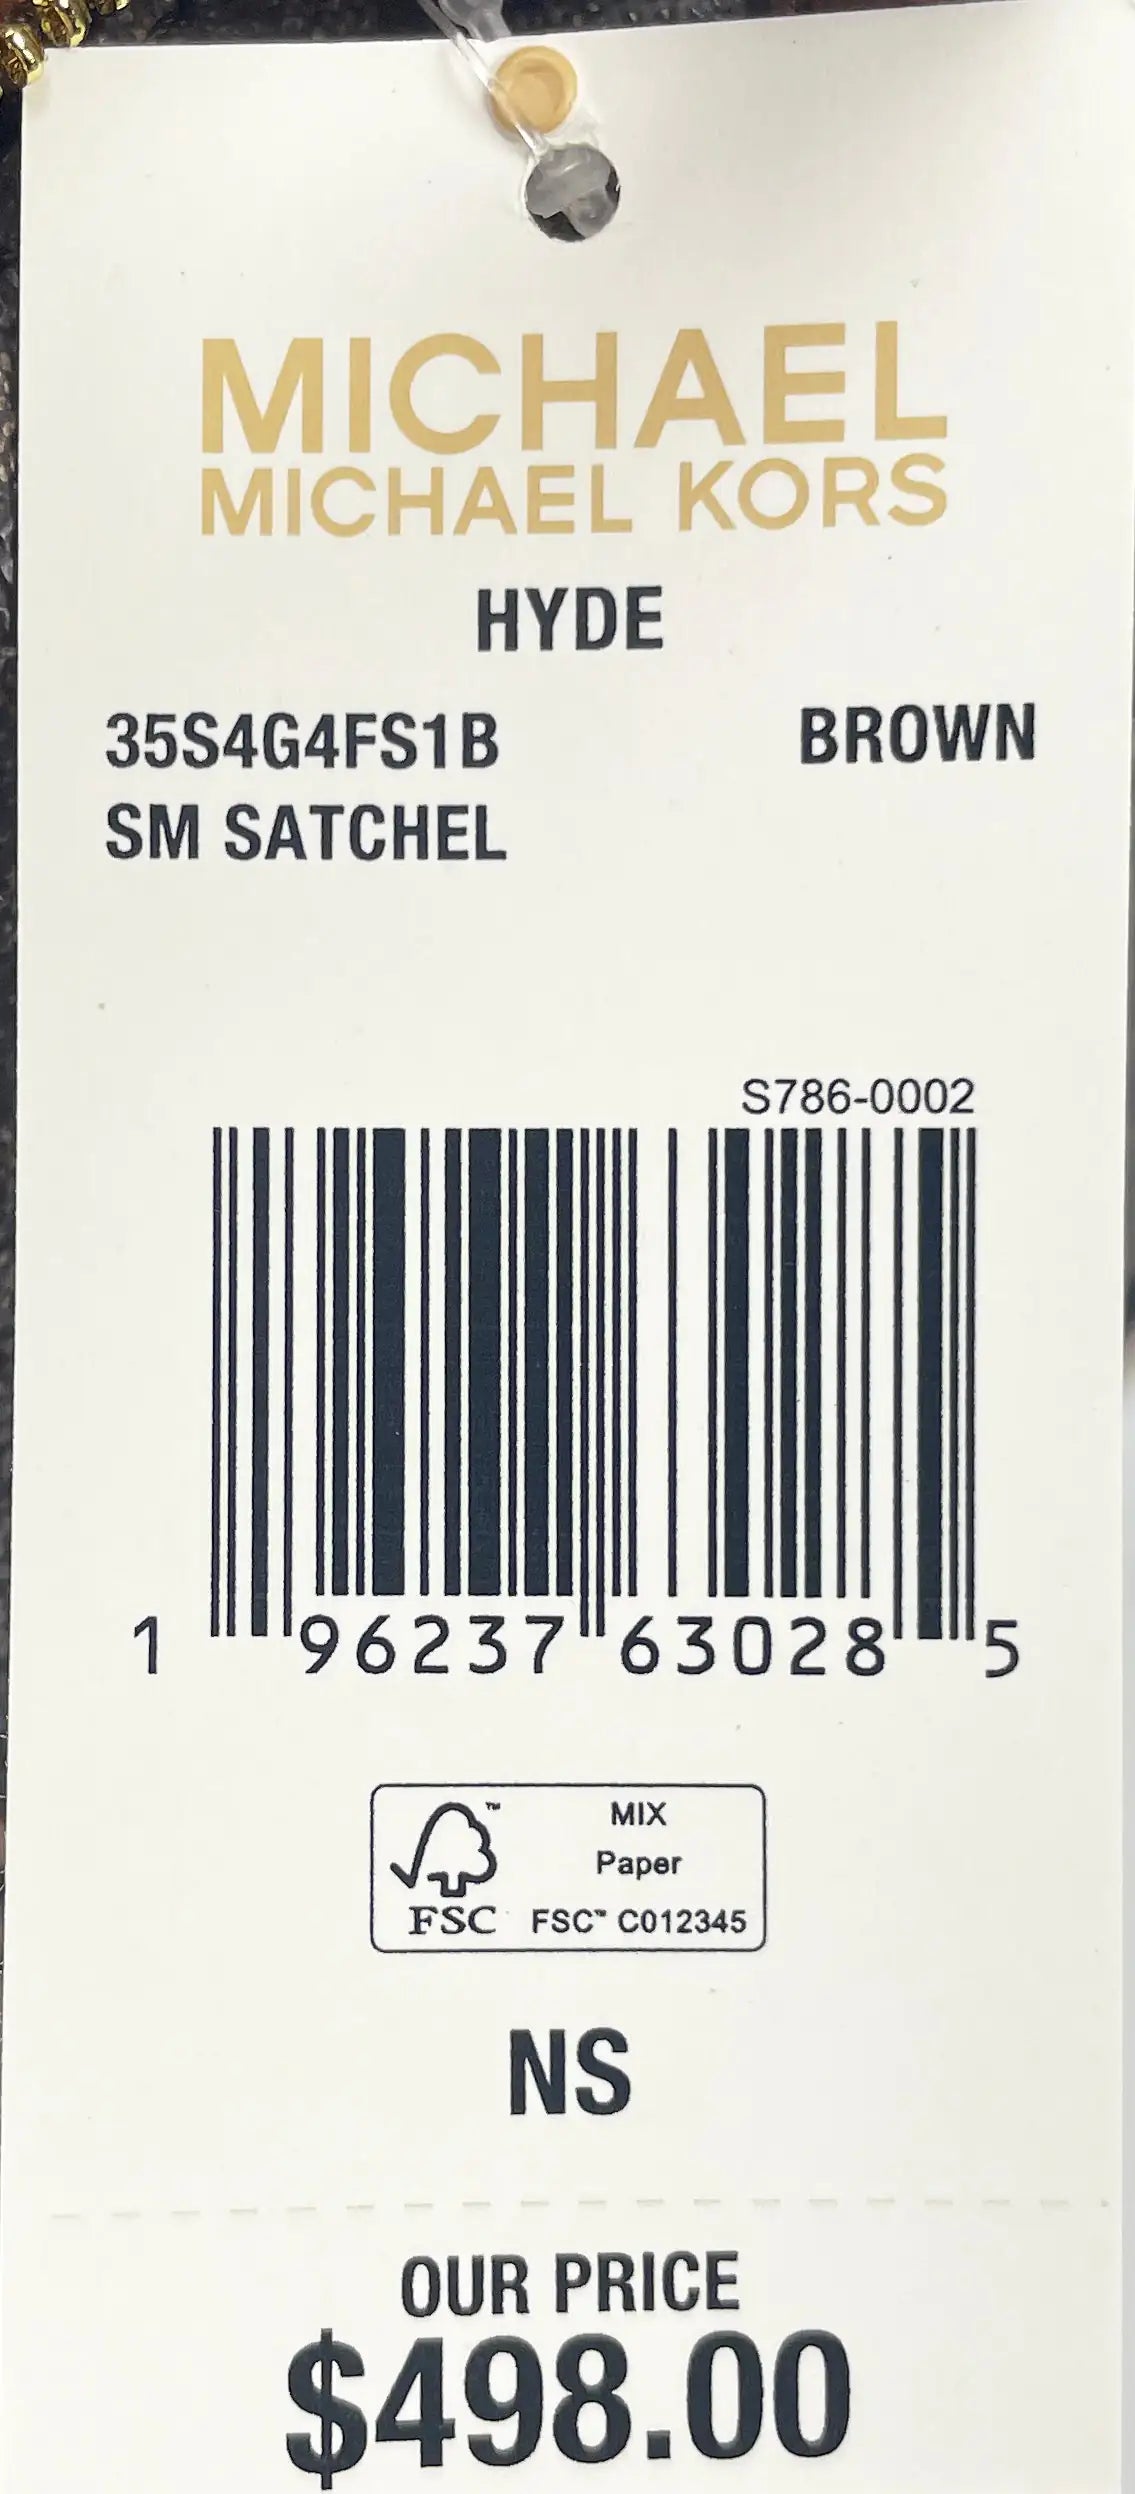 MICHAEL
MICHAEL KORS
HYDE
35S4G4FS1B BROWN
SM SATCHEL
S786-0002
1 96237 63028 5
MIX
Paper
FSC FSC™ C012345
NS
OUR PRICE
$498.00